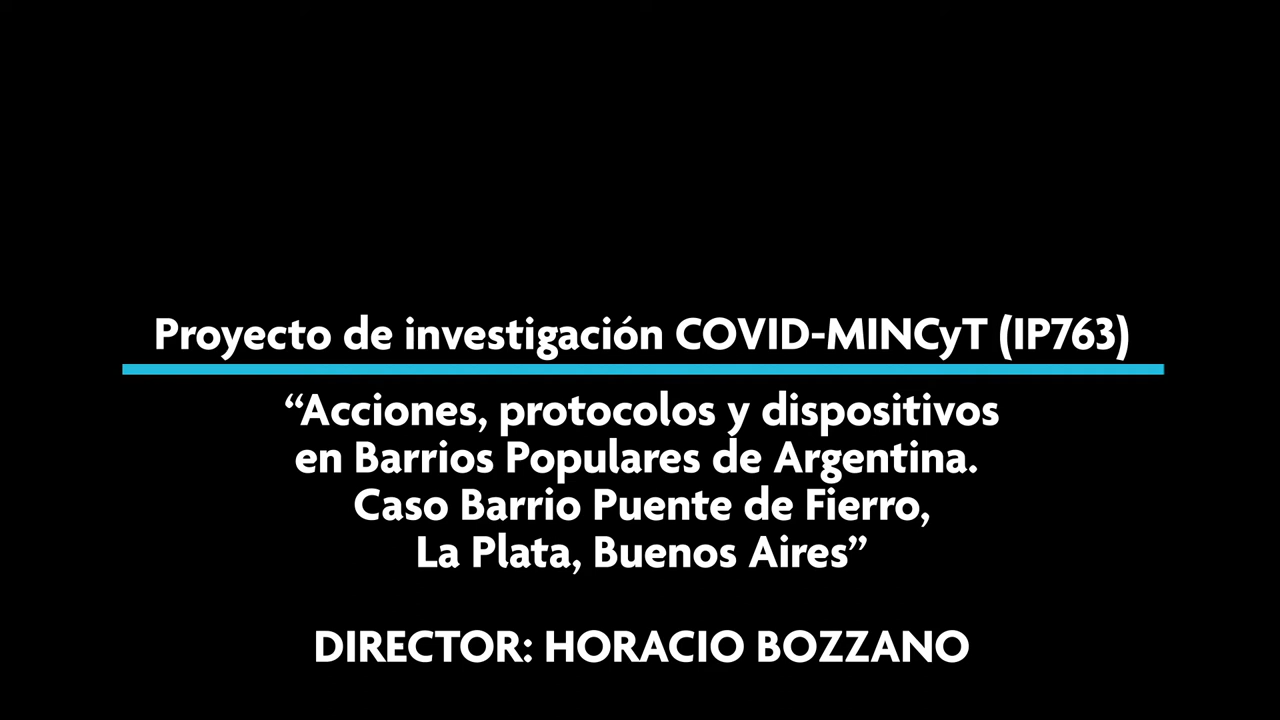 Proyecto de investigación COVID-MINCyT (IP763)
“Acciones, protocolos y dispositivos
en Barrios Populares de Argentina.
Caso Barrio Puente de Fierro,
La Plata, Buenos Aires”
DIRECTOR: HORACIO BOZZANO